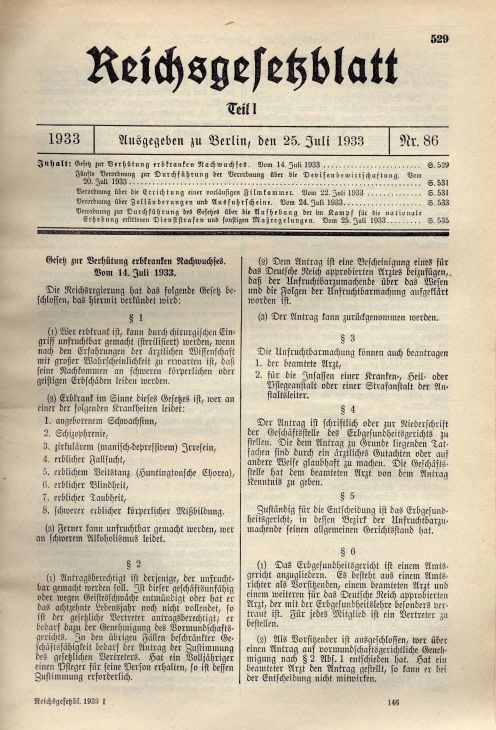 529
Reichsgesetzblatt
Teil I
1933
Ausgegeben zu Berlin, den 25. Juli 1933
Nr. 86
Inhalt: Gesetz zur Verhütung erbkranken Nachwuchses. Vom 14. Juli 1933 S. 529
Fünfte Verordnung zur Durchführung der Verordnung über die Devisenbewirtschaftung. Vom
20. Juli 1933 S. 531
Verordnung über die Errichtung einer vorläufigen Filmkammer. Vom 22. Juli 1933 S. 531
Verordnung über Zolländerungen und Ausfuhrscheine. Vom 24. Juli 1933 S. 533
Verordnung zur Durchführung des Gesetzes über die Aufhebung der im Kampf für die nationale
Erhebung erlittenen Dienststrafen und sonstigen Maßregelungen. Vom 25. Juli 1933 S. 535
Gesetz zur Verhütung erbkranken Nachwuchses.
Vom 14. Juli 1933.
Die Reichsregierung hat das folgende Gesetz be-
schlossen, das hiermit verkündet wird:
§ 1
(1) Wer erbkrank ist, kann durch chirurgischen Ein-
griff unfruchtbar gemacht (sterilisiert) werden, wenn
nach den Erfahrungen der ärztlichen Wissenschaft
mit großer Wahrscheinlichkeit zu erwarten ist, daß
seine Nachkommen an schweren körperlichen oder
geistigen Erbschäden leiden werden.
(2) Erbkrank im Sinne dieses Gesetzes ist, wer an
einer der folgenden Krankheiten leidet:
1. angeborenem Schwachsinn,
2. Schizophrenie,
3. zirkulärem (manisch-depressivem) Irresein,
4. erblicher Fallsucht,
5. erblichem Veitstanz (Huntingtonsche Chorea),
6. erblicher Blindheit,
7. erblicher Taubheit,
8. schwerer erblicher körperlicher Mißbildung.
(3) Ferner kann unfruchtbar gemacht werden, wer
an schwerem Alkoholismus leidet.
§ 2
(1) Antragsberechtigt ist derjenige, der unfrucht-
bar gemacht werden soll. Ist dieser geschäftsunfähig
oder wegen Geistesschwäche entmündigt oder hat er
das achtzehnte Lebensjahr noch nicht vollendet, so
ist der gesetzliche Vertreter antragsberechtigt; er
bedarf dazu der Genehmigung des Vormundschafts-
gerichts. In den übrigen Fällen beschränkter Ge-
schäftsfähigkeit bedarf der Antrag der Zustimmung
des gesetzlichen Vertreters. Hat ein Volljähriger
einen Pfleger für seine Person erhalten, so ist dessen
Zustimmung erforderlich.
(2) Dem Antrag ist eine Bescheinigung eines für
das Deutsche Reich approbierten Arztes beizufügen,
daß der Unfruchtbarzumachende über das Wesen
und die Folgen der Unfruchtbarmachung aufgeklärt
worden ist.
(3) Der Antrag kann zurückgenommen werden.
§ 3
Die Unfruchtbarmachung können auch beantragen
1. der beamtete Arzt,
2. für die Insassen einer Kranken-, Heil- oder
Pflegeanstalt oder einer Strafanstalt der An-
staltsleiter.
§ 4
Der Antrag ist schriftlich oder zur Niederschrift
der Geschäftsstelle des Erbgesundheitsgerichts zu
stellen. Die dem Antrag zu Grunde liegenden Tat-
sachen sind durch ein ärztliches Gutachten oder auf
andere Weise glaubhaft zu machen. Die Geschäfts-
stelle hat dem beamteten Arzt von dem Antrag
Kenntnis zu geben.
§ 5
Zuständig für die Entscheidung ist das Erbgesund-
heitsgericht, in dessen Bezirk der Unfruchtbarzu-
machende seinen allgemeinen Gerichtsstand hat.
§ 6
(1) Das Erbgesundheitsgericht ist einem Amts-
gericht anzugliedern. Es besteht aus einem Amts-
richter als Vorsitzenden, einem beamteten Arzt und
einem weiteren für das Deutsche Reich approbierten
Arzt, der mit der Erbgesundheitslehre besonders ver-
traut ist. Für jedes Mitglied ist ein Vertreter zu
bestellen.
(2) Als Vorsitzender ist ausgeschlossen, wer über
einen Antrag auf vormundschaftsgerichtliche Geneh-
migung nach § 2 Abs. 1 entschieden hat. Hat ein
beamteter Arzt den Antrag gestellt, so kann er bei
der Entscheidung nicht mitwirken.
Reichsgesetzbl. 1933 I
146